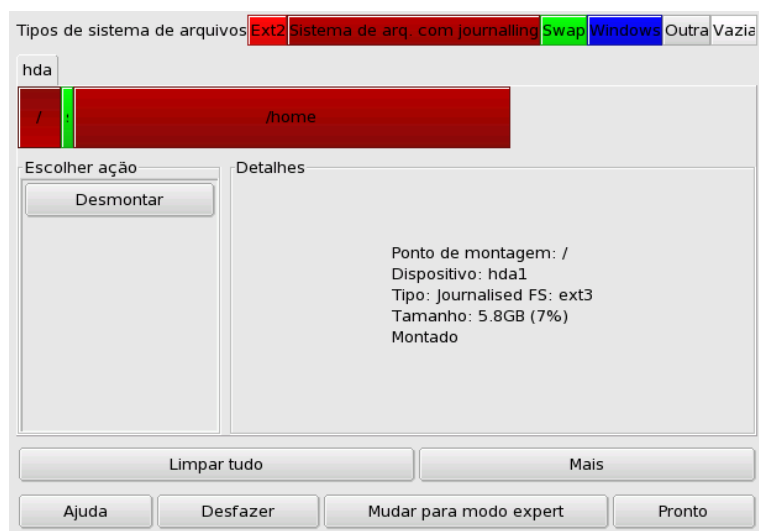 Tipos de sistema de arquivos Ext2 Sistema de arq. com journalling Swap Windows Outra Vazia
hda
/ /home
Escolher ação
Desmontar
Detalhes
Ponto de montagem: /
Dispositivo: hda1
Tipo: Journalised FS: ext3
Tamanho: 5.8GB (7%)
Montado
Limpar tudo Mais
Ajuda Desfazer Mudar para modo expert Pronto